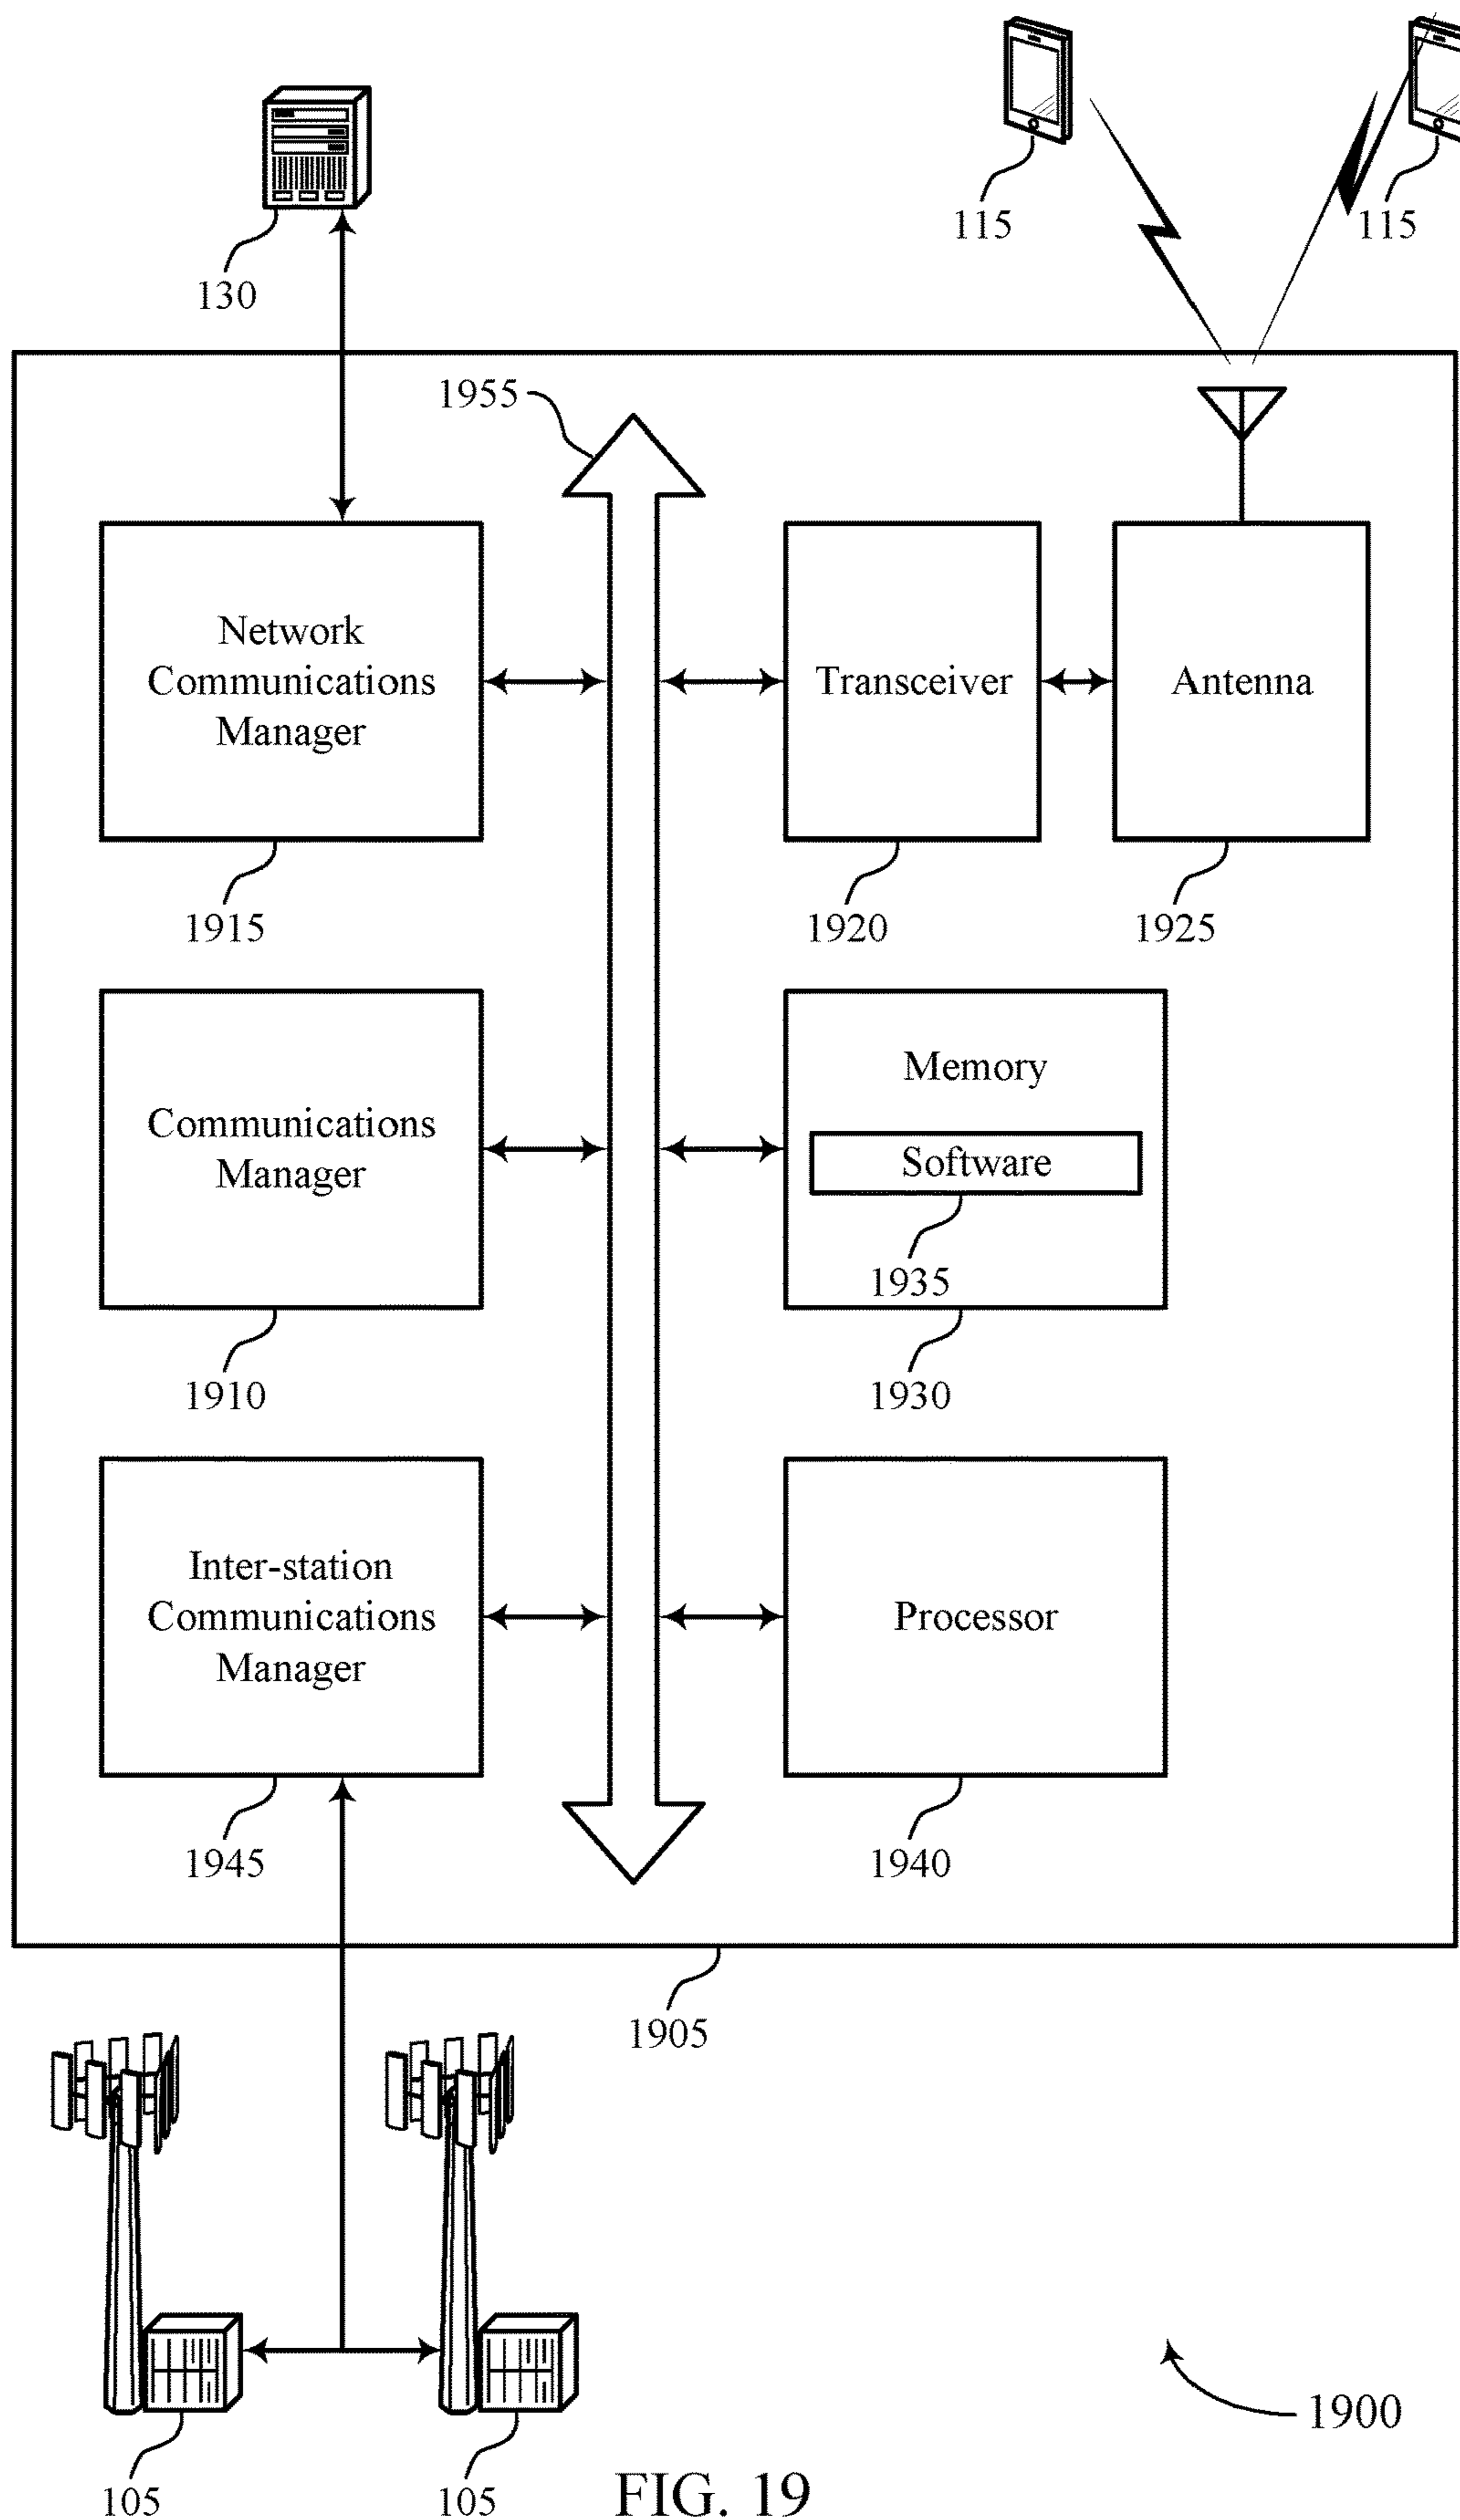 115
115
130
1955
Network
Communications
Manager
Transceiver
Antenna
1915
1920
1925
Communications
Manager
Memory
Software
1935
1910
1930
Inter-station
Communications
Manager
Processor
1945
1940
1905
1900
105
105
FIG. 19